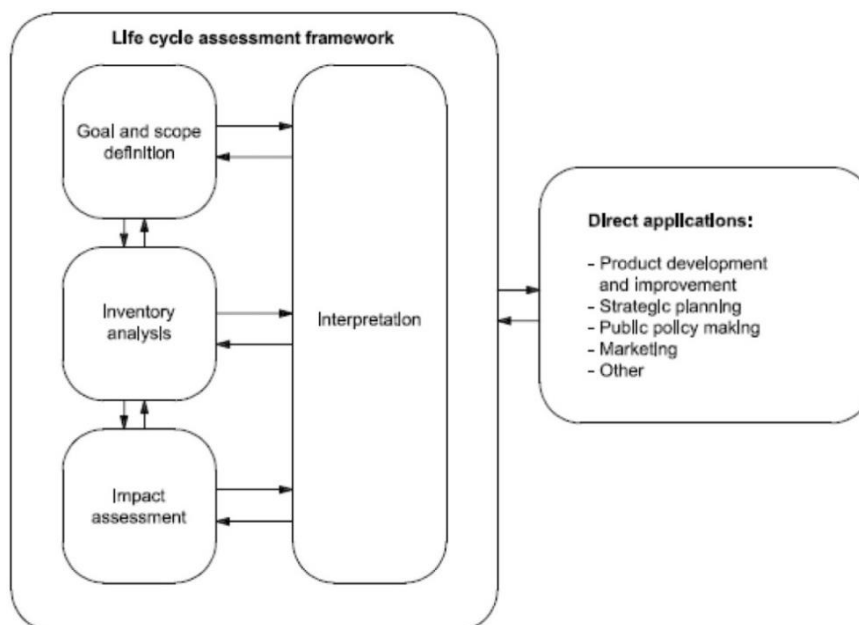 Life cycle assessment framework
Goal and scope
definition
Inventory
analysis
Impact
assessment
Interpretation
Direct applications:
- Product development
and improvement
- Strategic planning
- Public policy making
- Marketing
- Other